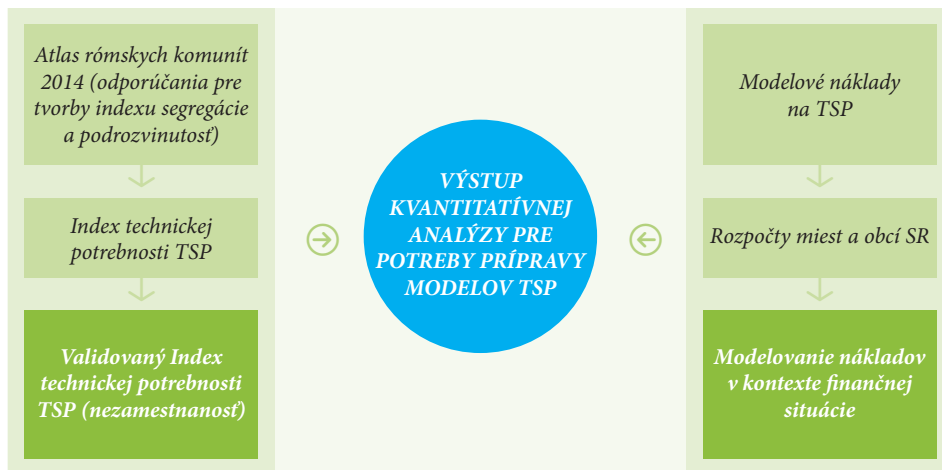 Atlas rómskych komunít
2014 (odporúčania pre
tvorby indexu segregácie
a podrozvinutosť)
Index technickej
potrebnosti TSP
Validovaný Index
technickej potrebnosti
TSP (nezamestnanosť)
VÝSTUP
KVANTITATÍVNEJ
ANALÝZY PRE
POTREBY PRÍPRAVY
MODELOV TSP
Modelové náklady
na TSP
Rozpočty miest a obcí SR
Modelovanie nákladov
v kontexte finančnej
situácie